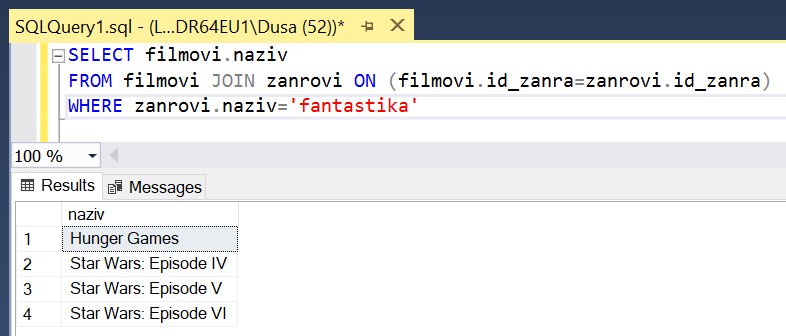 SQLQuery1.sql - (L...DR64EU1\Dusa (52))*
SELECT filmovi.naziv
FROM filmovi JOIN zanrovi ON (filmovi.id_zanra=zanrovi.id_zanra)
WHERE zanrovi.naziv='fantastika'
100 %
Results Messages
naziv
1 Hunger Games
2 Star Wars: Episode IV
3 Star Wars: Episode V
4 Star Wars: Episode VI